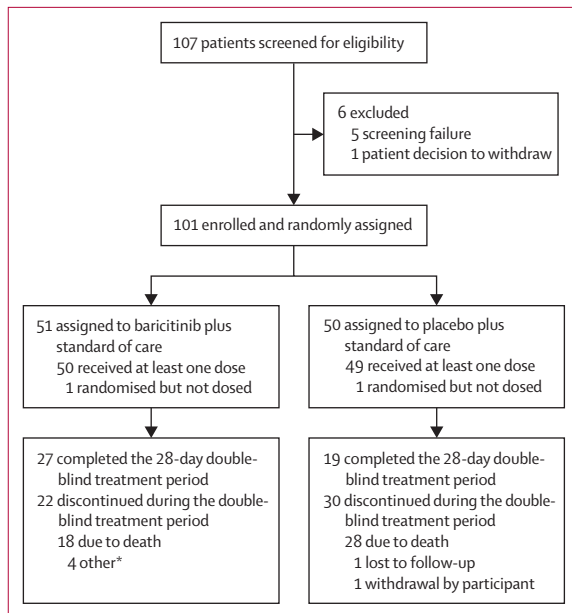 107 patients screened for eligibility
6 excluded
5 screening failure
1 patient decision to withdraw
101 enrolled and randomly assigned
51 assigned to baricitinib plus
standard of care
50 received at least one dose
1 randomised but not dosed
50 assigned to placebo plus
standard of care
49 received at least one dose
1 randomised but not dosed
27 completed the 28-day double-
blind treatment period
22 discontinued during the double-
blind treatment period
18 due to death
4 other*
19 completed the 28-day double-
blind treatment period
30 discontinued during the double-
blind treatment period
28 due to death
1 lost to follow-up
1 withdrawal by participant